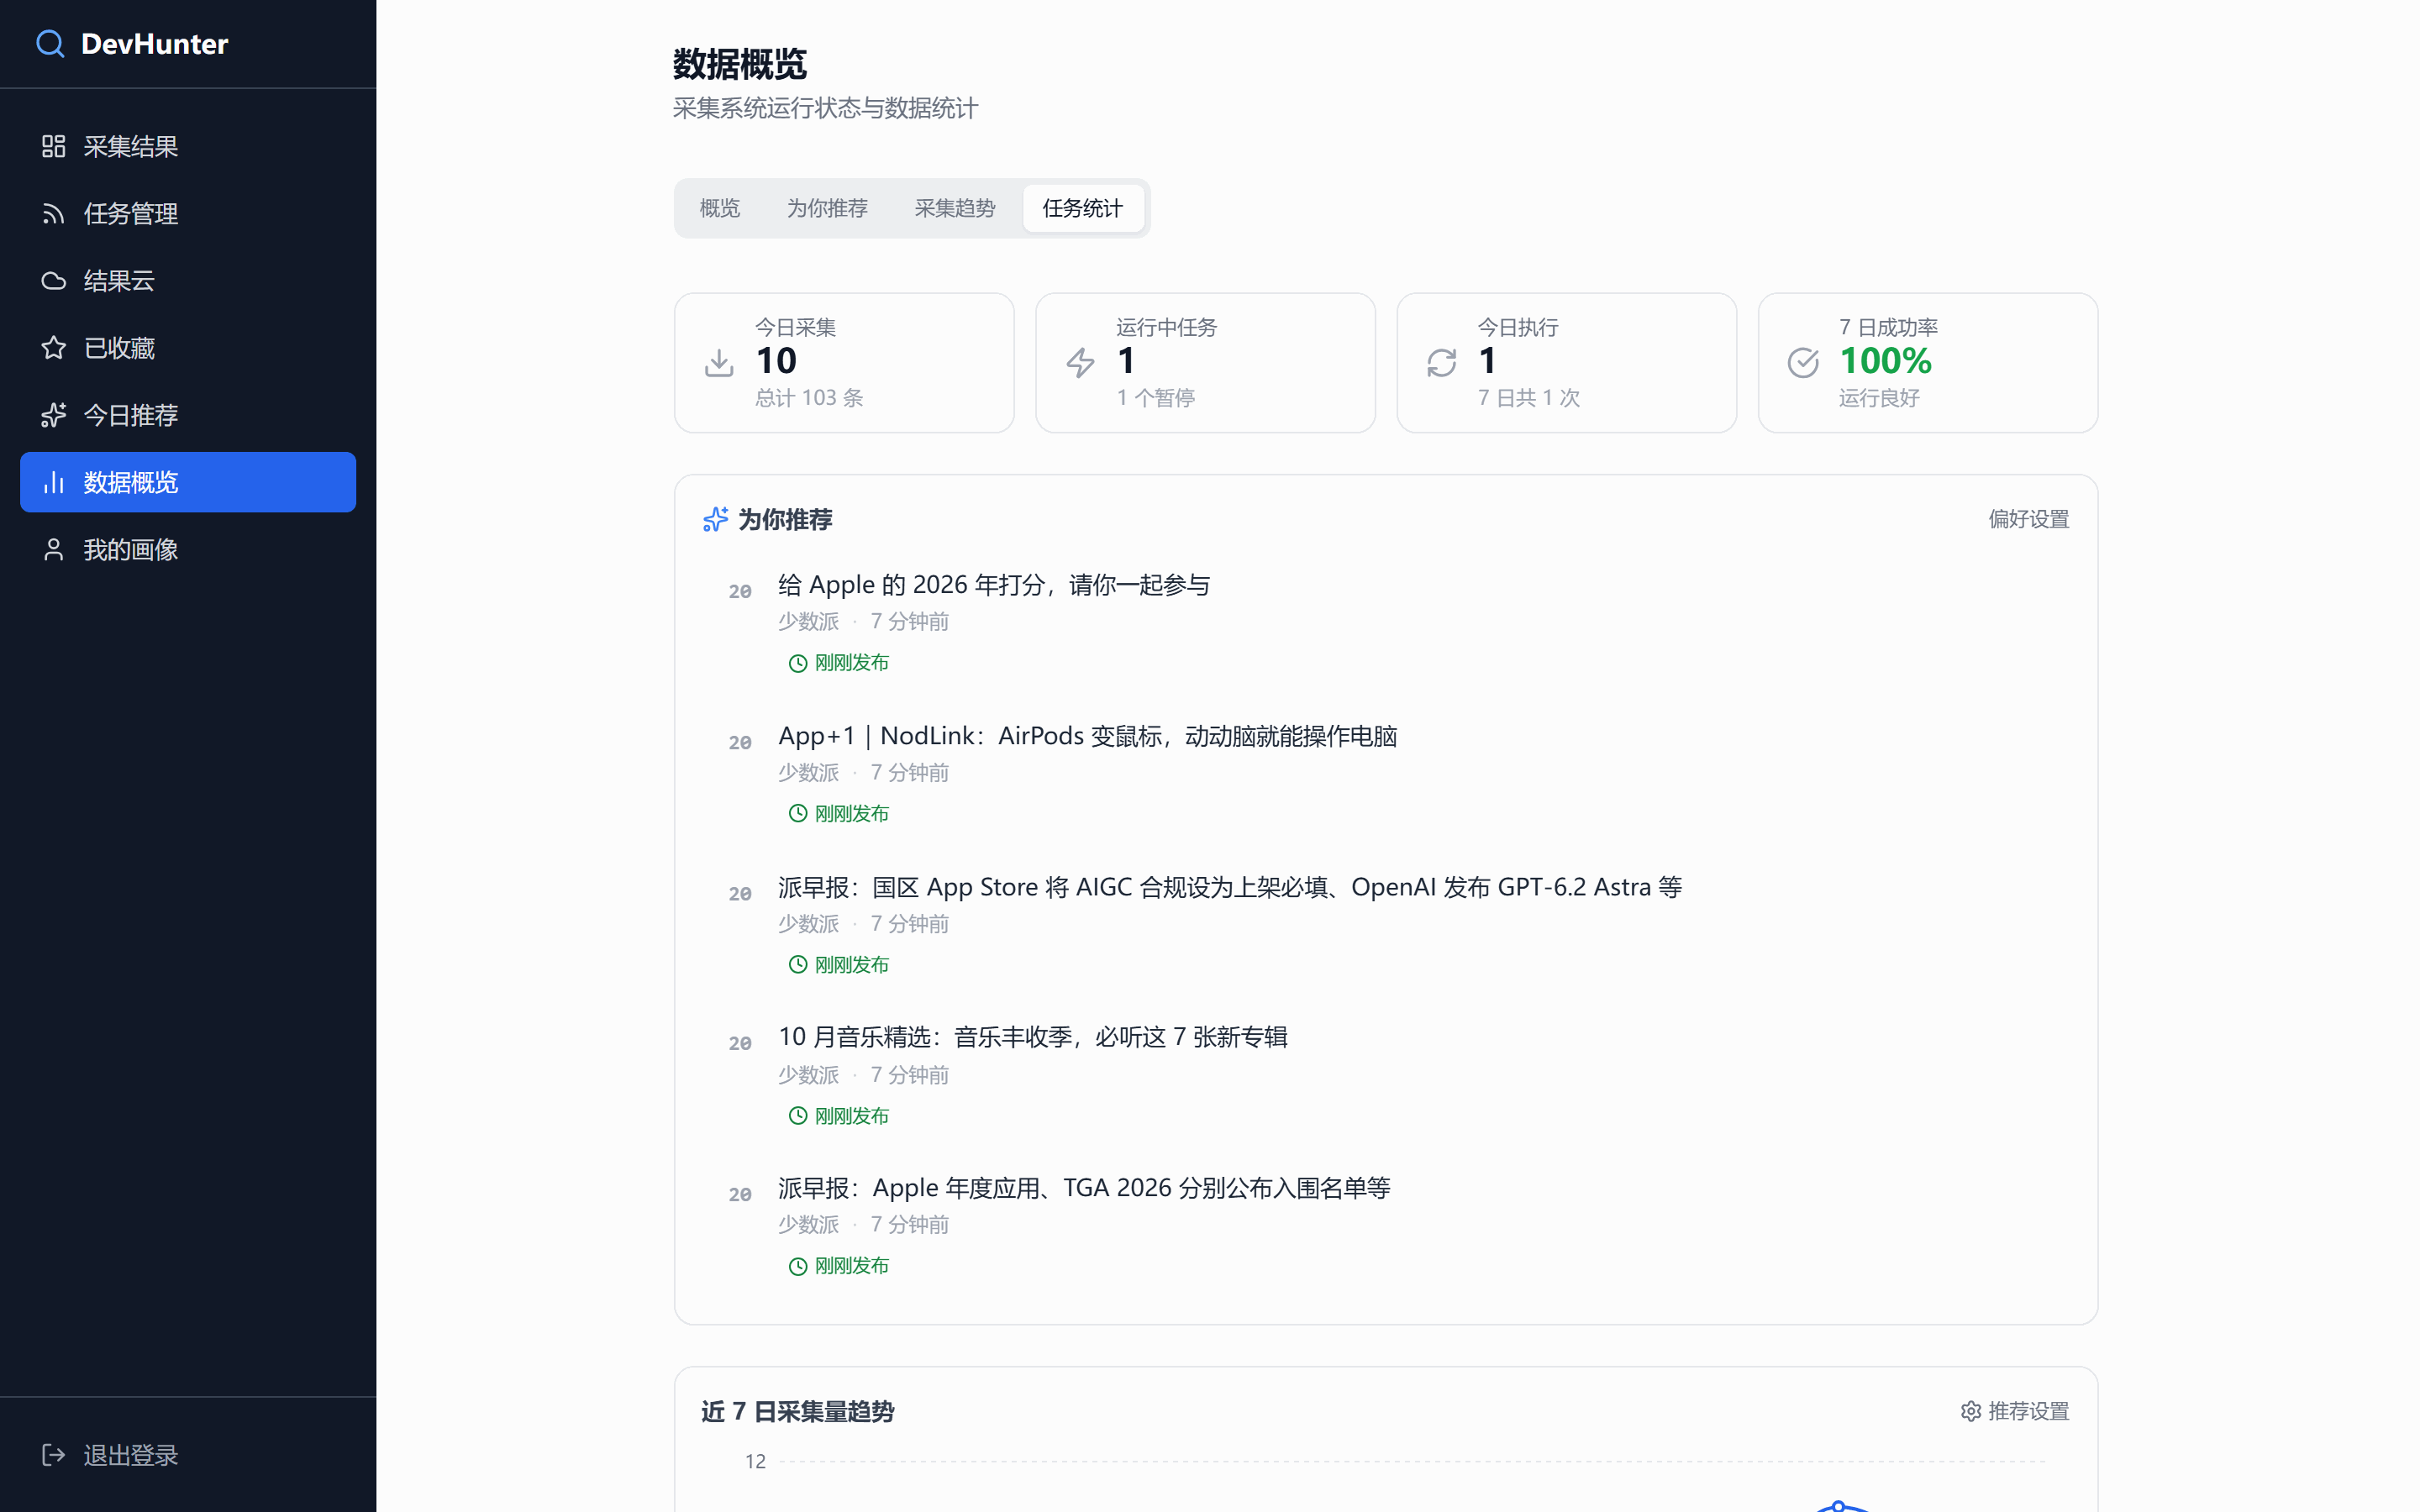 DevHunter
采集结果
任务管理
结果云
已收藏
今日推荐
数据概览
我的画像
退出登录
数据概览
采集系统运行状态与数据统计
概览
为你推荐
采集趋势
任务统计
今日采集
10
总计 103 条
运行中任务
1
1 个暂停
今日执行
1
7 日共 1 次
7 日成功率
100%
运行良好
为你推荐
偏好设置
20
给 Apple 的 2026 年打分，请你一起参与
少数派 · 7 分钟前
刚刚发布
20
App+1｜NodLink：AirPods 变鼠标，动动脑就能操作电脑
少数派 · 7 分钟前
刚刚发布
20
派早报：国区 App Store 将 AIGC 合规设为上架必填、OpenAI 发布 GPT-6.2 Astra 等
少数派 · 7 分钟前
刚刚发布
20
10 月音乐精选：音乐丰收季，必听这 7 张新专辑
少数派 · 7 分钟前
刚刚发布
20
派早报：Apple 年度应用、TGA 2026 分别公布入围名单等
少数派 · 7 分钟前
刚刚发布
近 7 日采集量趋势
推荐设置
12